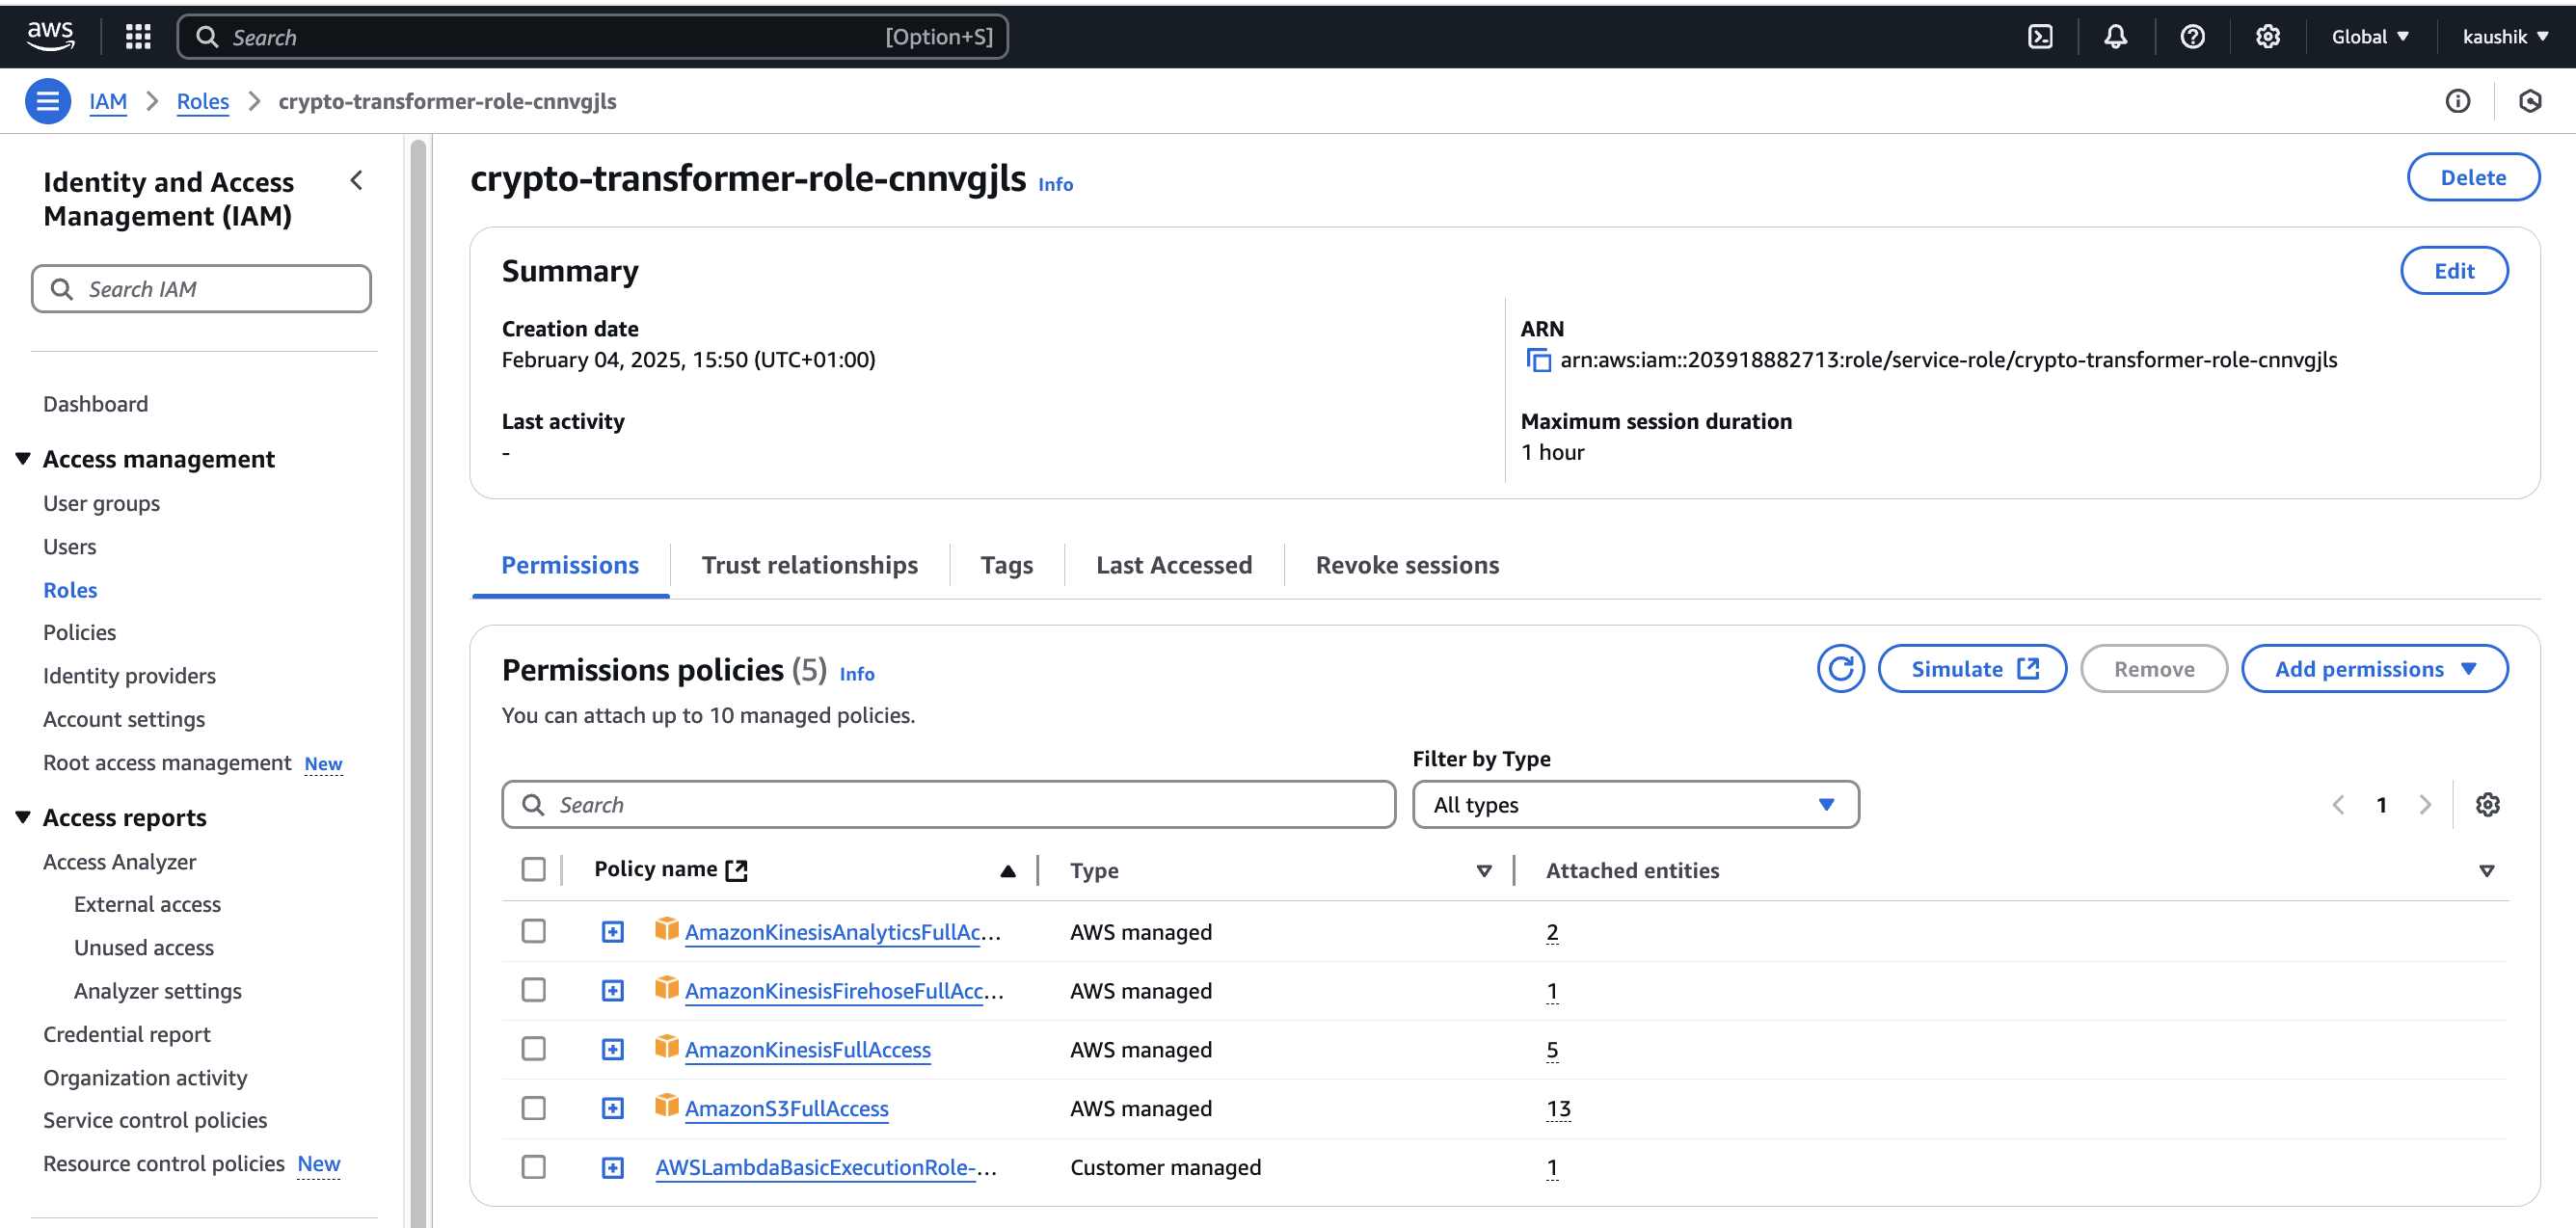 aws
Search [Option+S]
Global
kaushik
IAM > Roles > crypto-transformer-role-cnnvgjls
Identity and Access
Management (IAM)
Search IAM
Dashboard
Access management
User groups
Users
Roles
Policies
Identity providers
Account settings
Root access management New
Access reports
Access Analyzer
External access
Unused access
Analyzer settings
Credential report
Organization activity
Service control policies
Resource control policies New
crypto-transformer-role-cnnvgjls Info
Delete
Summary
Edit
Creation date
February 04, 2025, 15:50 (UTC+01:00)
ARN
arn:aws:iam::203918882713:role/service-role/crypto-transformer-role-cnnvgjls
Last activity
-
Maximum session duration
1 hour
Permissions Trust relationships Tags Last Accessed Revoke sessions
Permissions policies (5) Info
Simulate Remove Add permissions
You can attach up to 10 managed policies.
Filter by Type
Search
All types
1
Policy name Type Attached entities
AmazonKinesisAnalyticsFullAc... AWS managed 2
AmazonKinesisFirehoseFullAcc... AWS managed 1
AmazonKinesisFullAccess AWS managed 5
AmazonS3FullAccess AWS managed 13
AWSLambdaBasicExecutionRole-... Customer managed 1